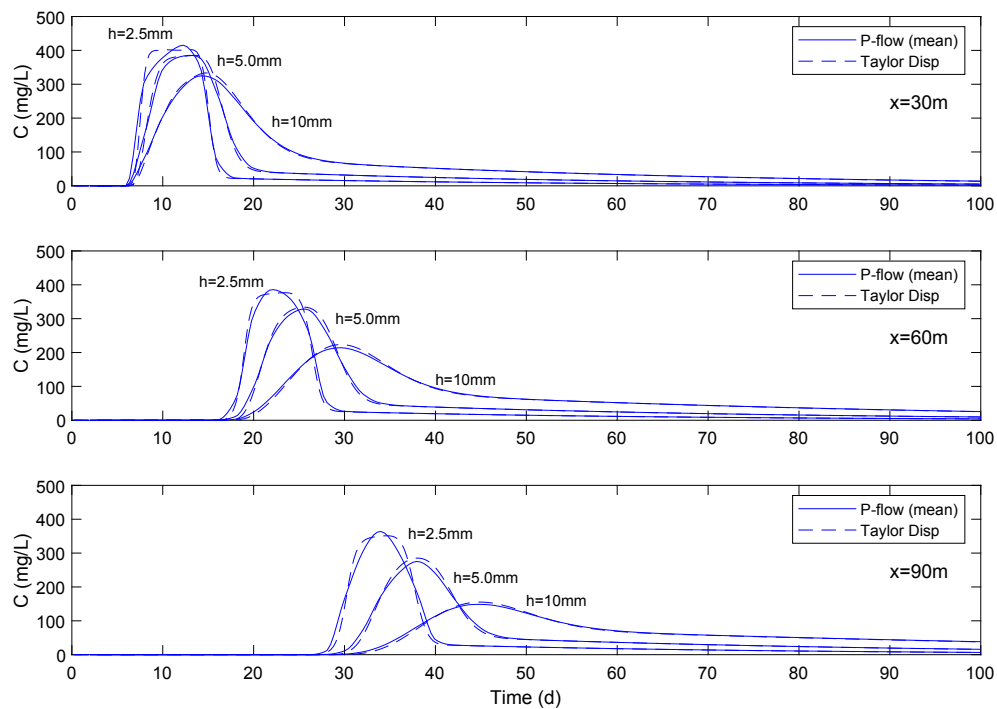 500
400
300
200
100
0
C (mg/L)
h=2.5mm
h=5.0mm
h=10mm
P-flow (mean)
Taylor Disp
x=30m
0 10 20 30 40 50 60 70 80 90 100
500
400
300
200
100
0
C (mg/L)
h=2.5mm
h=5.0mm
h=10mm
P-flow (mean)
Taylor Disp
x=60m
0 10 20 30 40 50 60 70 80 90 100
500
400
300
200
100
0
C (mg/L)
h=2.5mm
h=5.0mm
h=10mm
P-flow (mean)
Taylor Disp
x=90m
0 10 20 30 40 50 60 70 80 90 100
Time (d)